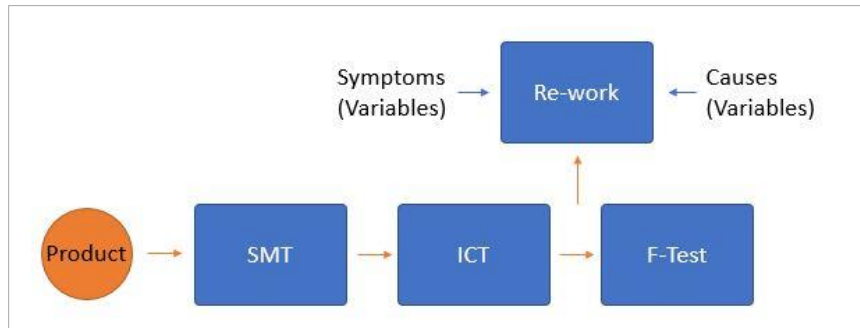 Symptoms
(Variables)
Re-work
Causes
(Variables)
Product
SMT
ICT
F-Test